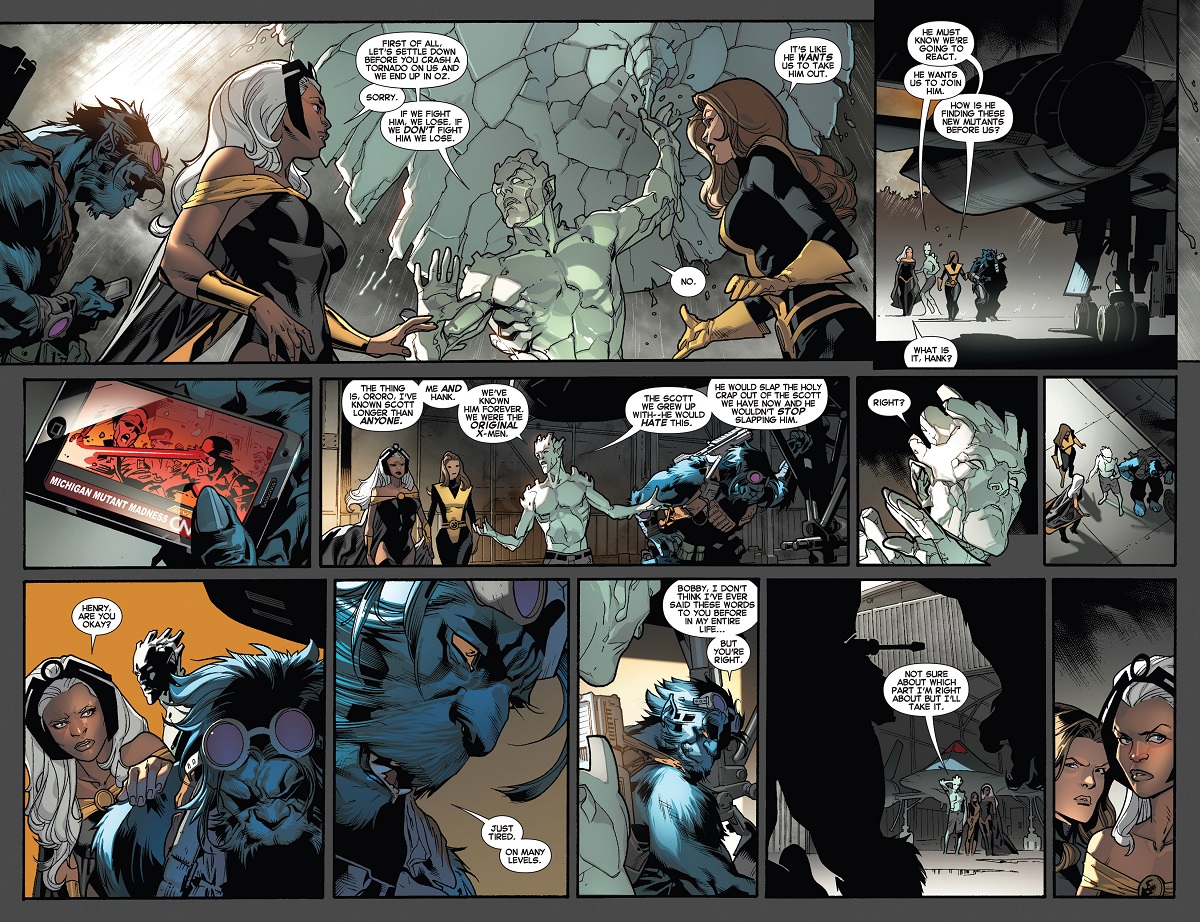 FIRST OF ALL,
LET'S SETTLE DOWN
BEFORE YOU CRASH A
TORNADO ON US AND
WE END UP IN OZ.
SORRY.
IF WE FIGHT
HIM, WE LOSE. IF
WE DON'T FIGHT
HIM WE LOSE.
IT'S LIKE
HE WANTS
US TO TAKE
HIM OUT.
NO.
HE MUST
KNOW WE'RE
GOING TO
REACT.
HE WANTS
US TO JOIN
HIM.
HOW IS HE
FINDING THESE
NEW MUTANTS
BEFORE US?
WHAT IS
IT, HANK?
MICHIGAN MUTANT MADNESS
CN
THE THING
IS, ORORO, I'VE
KNOWN SCOTT
LONGER THAN
ANYONE.
ME AND
HANK.
WE'VE
KNOWN
HIM FOREVER.
WE WERE THE
ORIGINAL
X-MEN.
THE SCOTT
WE GREW UP
WITH--HE WOULD
HATE THIS.
HE WOULD SLAP THE HOLY
CRAP OUT OF THE SCOTT
WE HAVE NOW AND HE
WOULDN'T STOP
SLAPPING HIM.
RIGHT?
HENRY,
ARE YOU
OKAY?
JUST
TIRED.
ON MANY
LEVELS.
BOBBY, I DON'T
THINK I'VE EVER
SAID THESE WORDS
TO YOU BEFORE
IN MY ENTIRE
LIFE...
BUT
YOU'RE
RIGHT.
NOT SURE
ABOUT WHICH
PART I'M RIGHT
ABOUT BUT I'LL
TAKE IT.